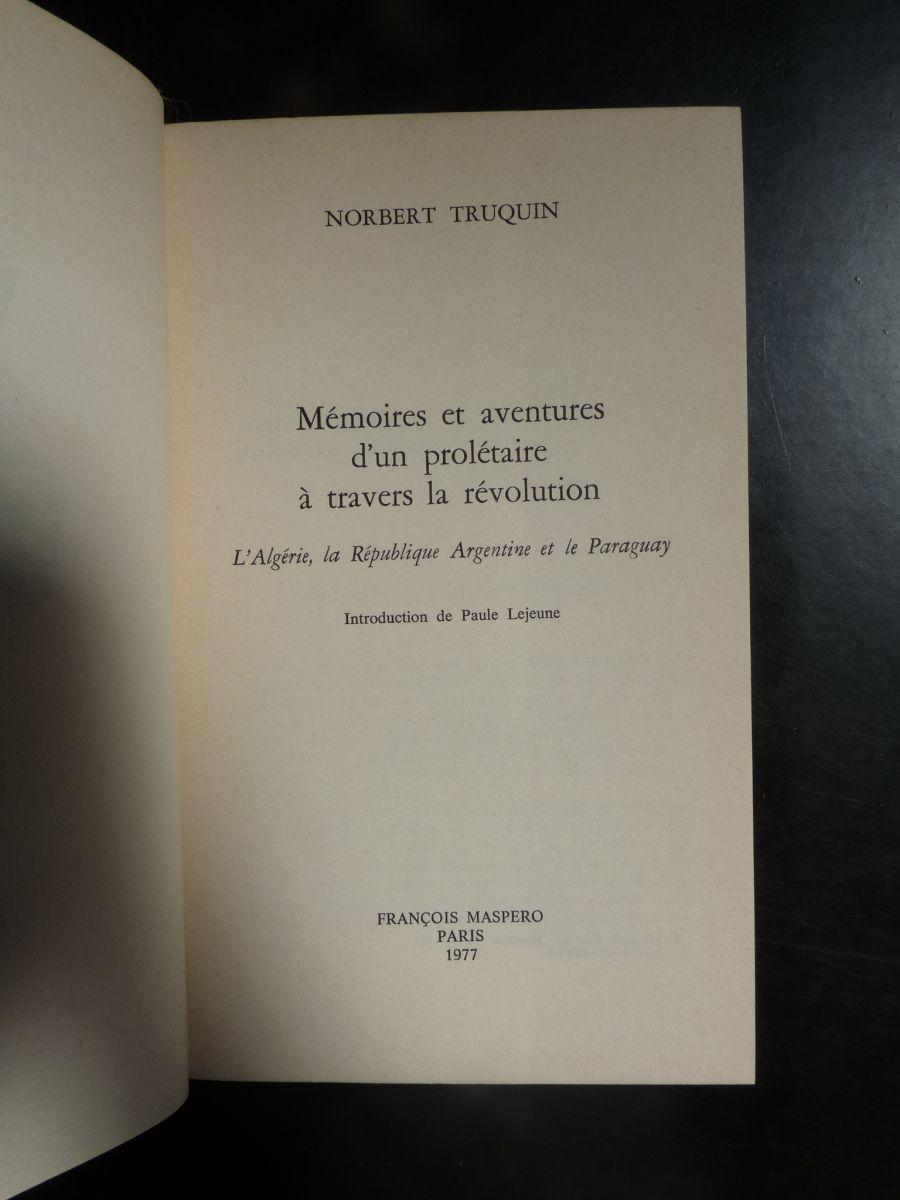 NORBERT TRUQUIN
Mémoires et aventures
d'un prolétaire
à travers la révolution
L'Algérie, la République Argentine et le Paraguay
Introduction de Paule Lejeune
FRANÇOIS MASPERO
PARIS
1977